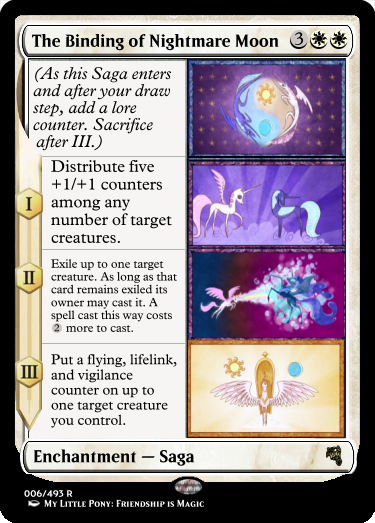 The Binding of Nightmare Moon 3
(As this Saga enters
and after your draw
step, add a lore
counter. Sacrifice
after III.)
I
Distribute five
+1/+1 counters
among any
number of target
creatures.
II
Exile up to one target
creature. As long as that
card remains exiled its
owner may cast it. A
spell cast this way costs
2 more to cast.
III
Put a flying, lifelink,
and vigilance
counter on up to
one target creature
you control.
Enchantment — Saga
006/493 R
My Little Pony: Friendship is Magic